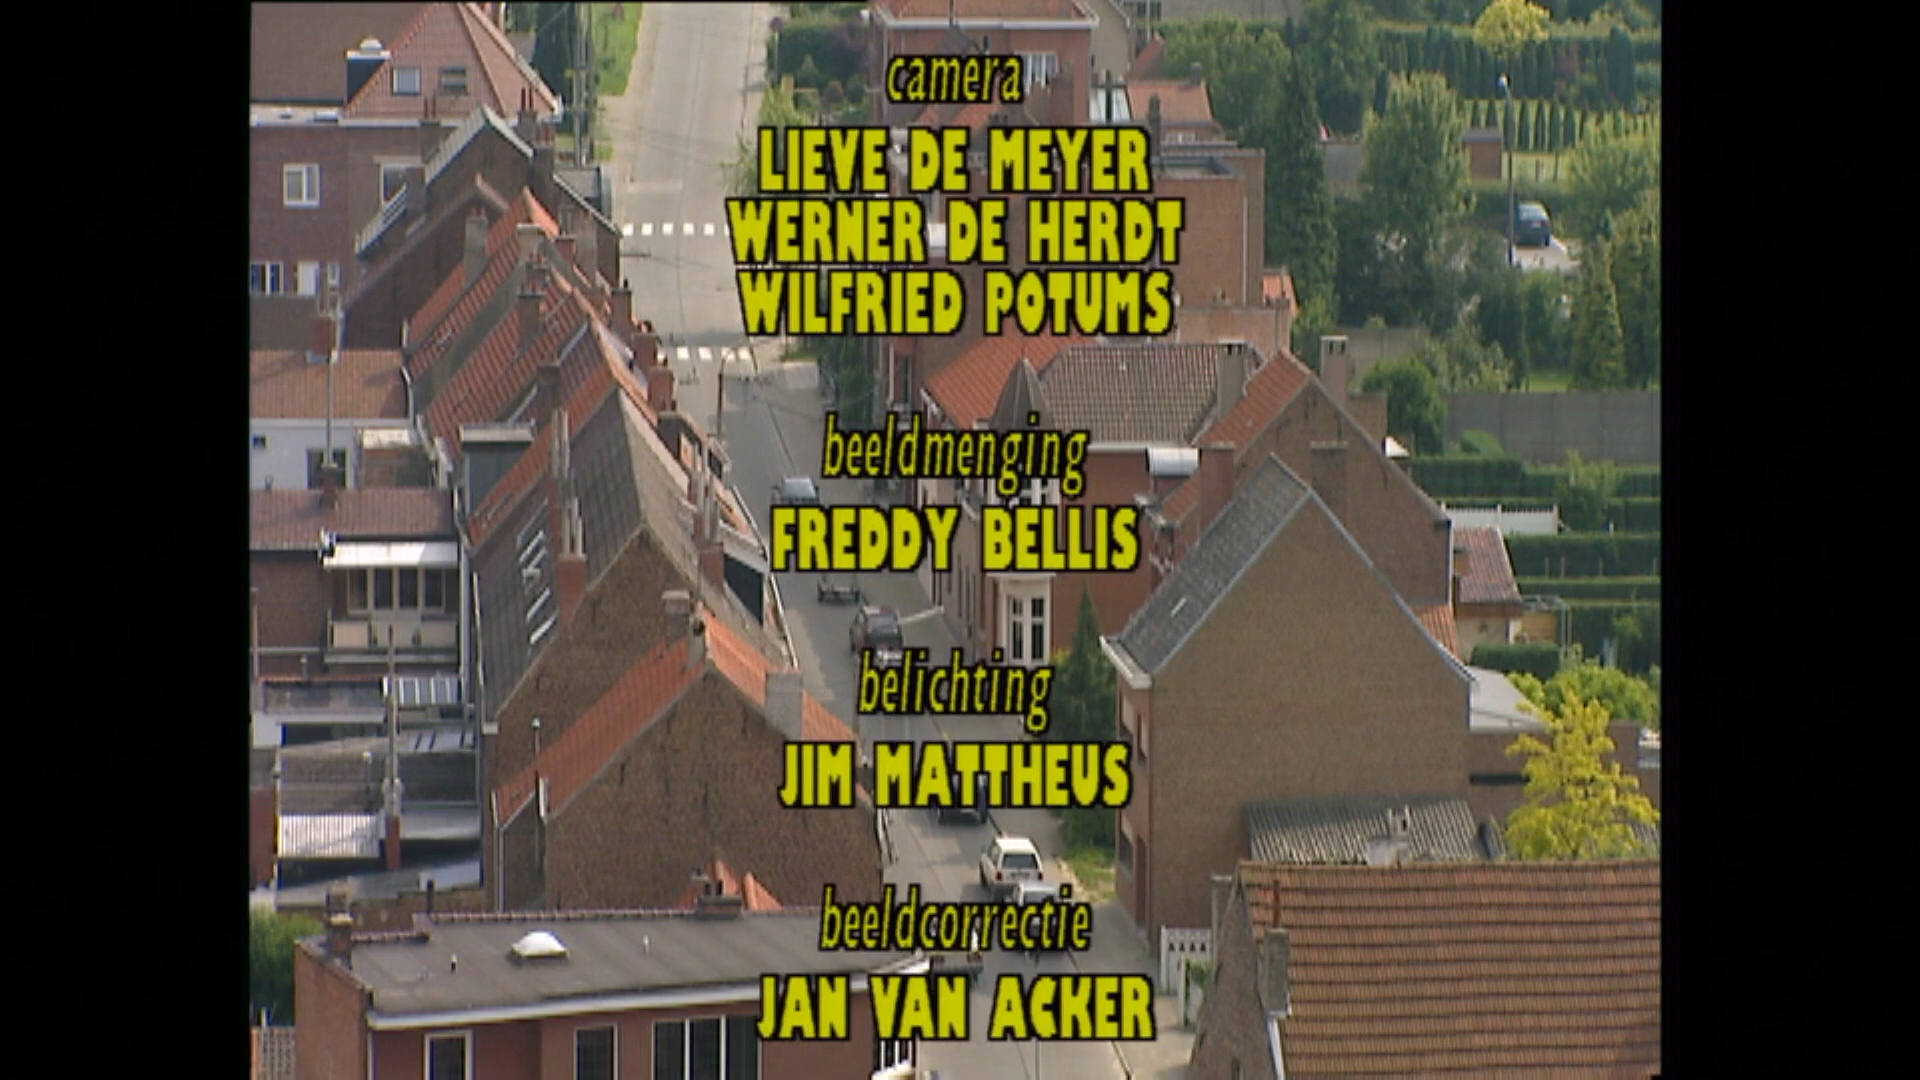 camera
LIEVE DE MEYER
WERNER DE HERDT
WILFRIED POTUMS
beeldmenging
FREDDY BELLIS
belichting
JIM MATTHEUS
beeldcorrectie
JAN VAN ACKER